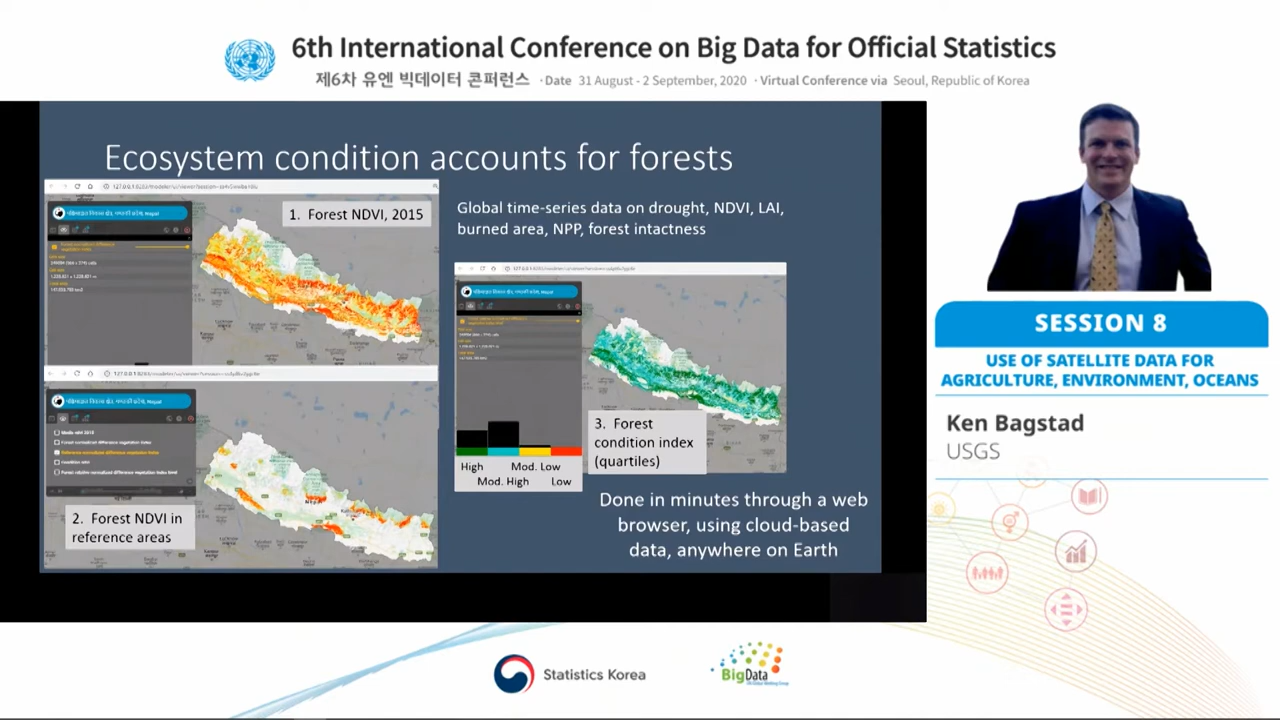 6th International Conference on Big Data for Official Statistics
제6차 유엔 빅데이터 콘퍼런스 · Date 31 August - 2 September, 2020 · Virtual Conference via Seoul, Republic of Korea
Ecosystem condition accounts for forests
1. Forest NDVI, 2015
Global time-series data on drought, NDVI, LAI,
burned area, NPP, forest intactness
2. Forest NDVI in
reference areas
3. Forest
condition index
(quartiles)
High Mod. Low
Mod. High Low
Done in minutes through a web
browser, using cloud-based
data, anywhere on Earth
SESSION 8
USE OF SATELLITE DATA FOR
AGRICULTURE, ENVIRONMENT, OCEANS
Ken Bagstad
USGS
Statistics Korea
BigData